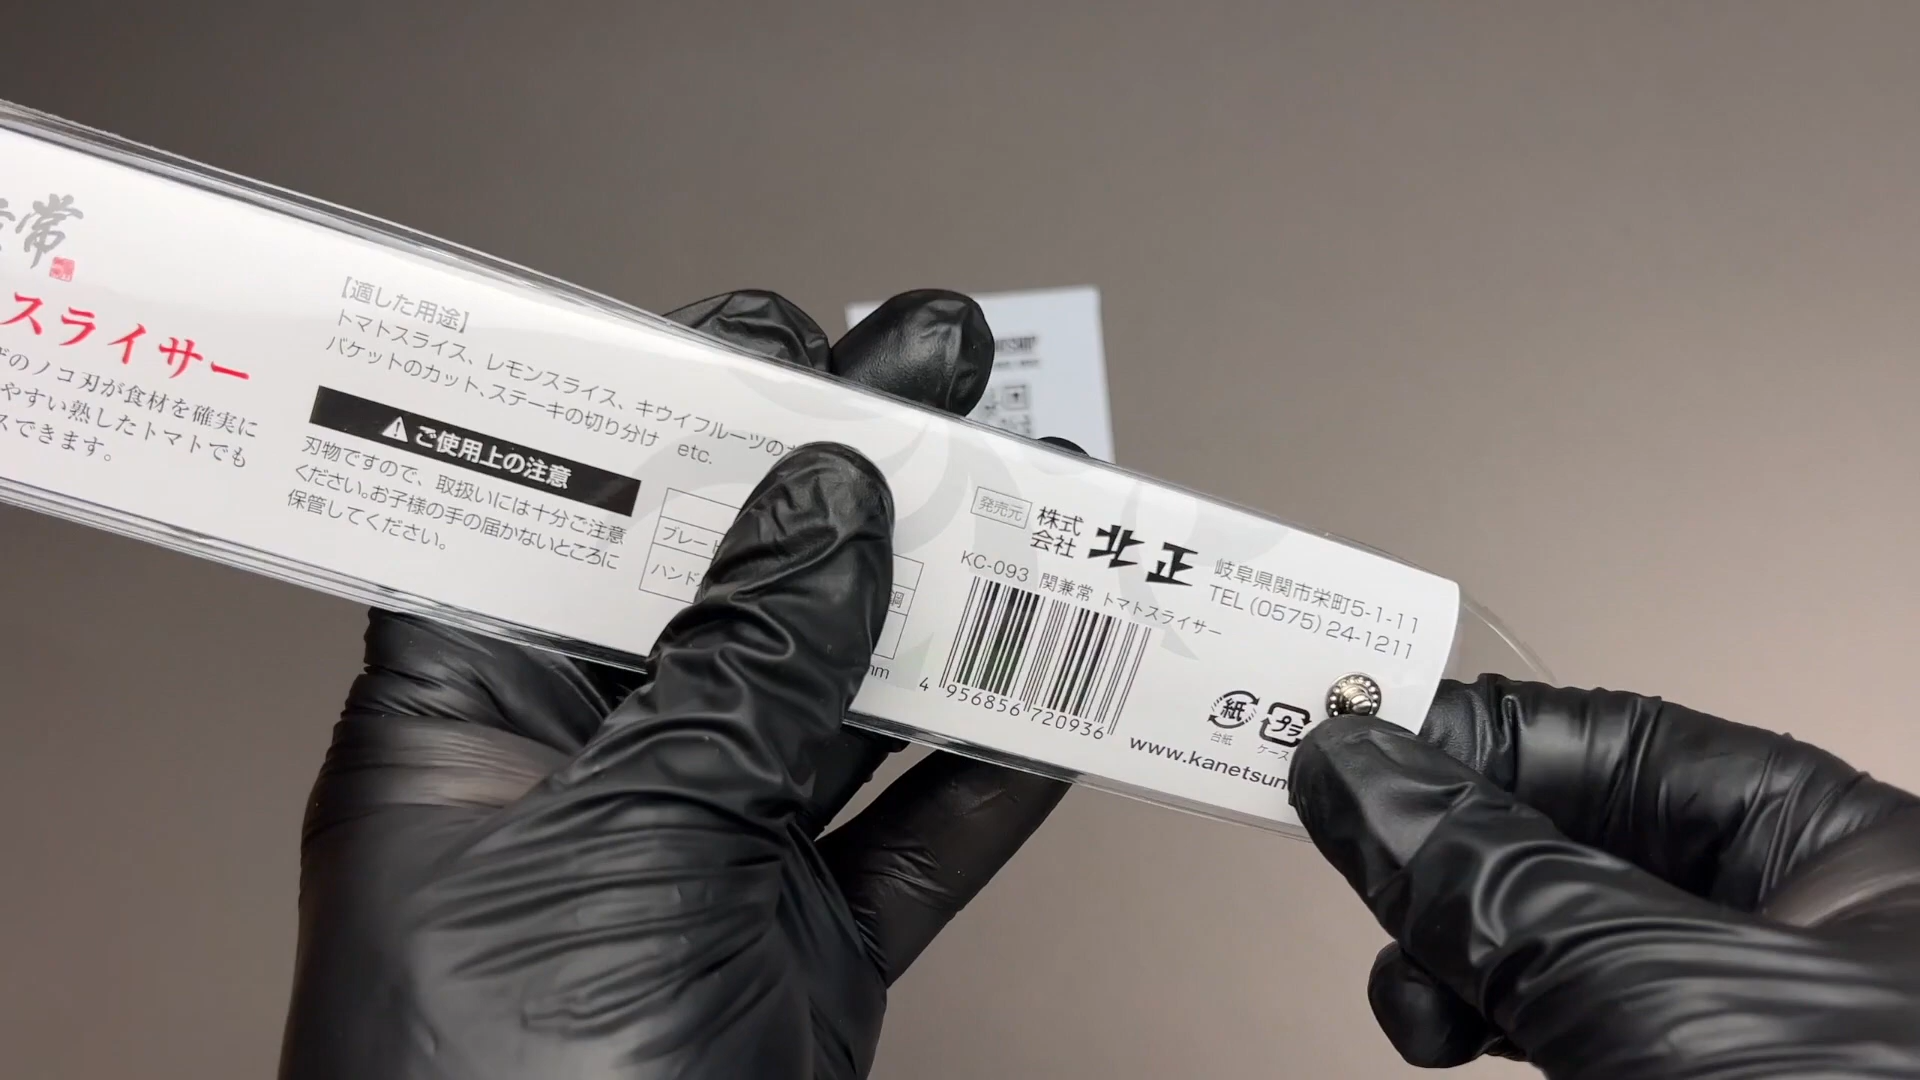 常
スライサー
のノコ刃が食材を確実に
やすい熟したトマトでも
スできます。
【適した用途】
トマトスライス、レモンスライス、キウイフルーツの
バケットのカット、ステーキの切り分け etc.
ご使用上の注意
刃物ですので、取扱いには十分ご注意
ください。お子様の手の届かないところに
保管してください。
ブレード
ハンド
鋼
mm
発売元
株式会社 北正
岐阜県関市栄町5-1-11
TEL (0575) 24-1211
KC-093 関兼常 トマトスライサー
4 956856 720936
紙
台紙
プラ
ケース
www.kanetsun